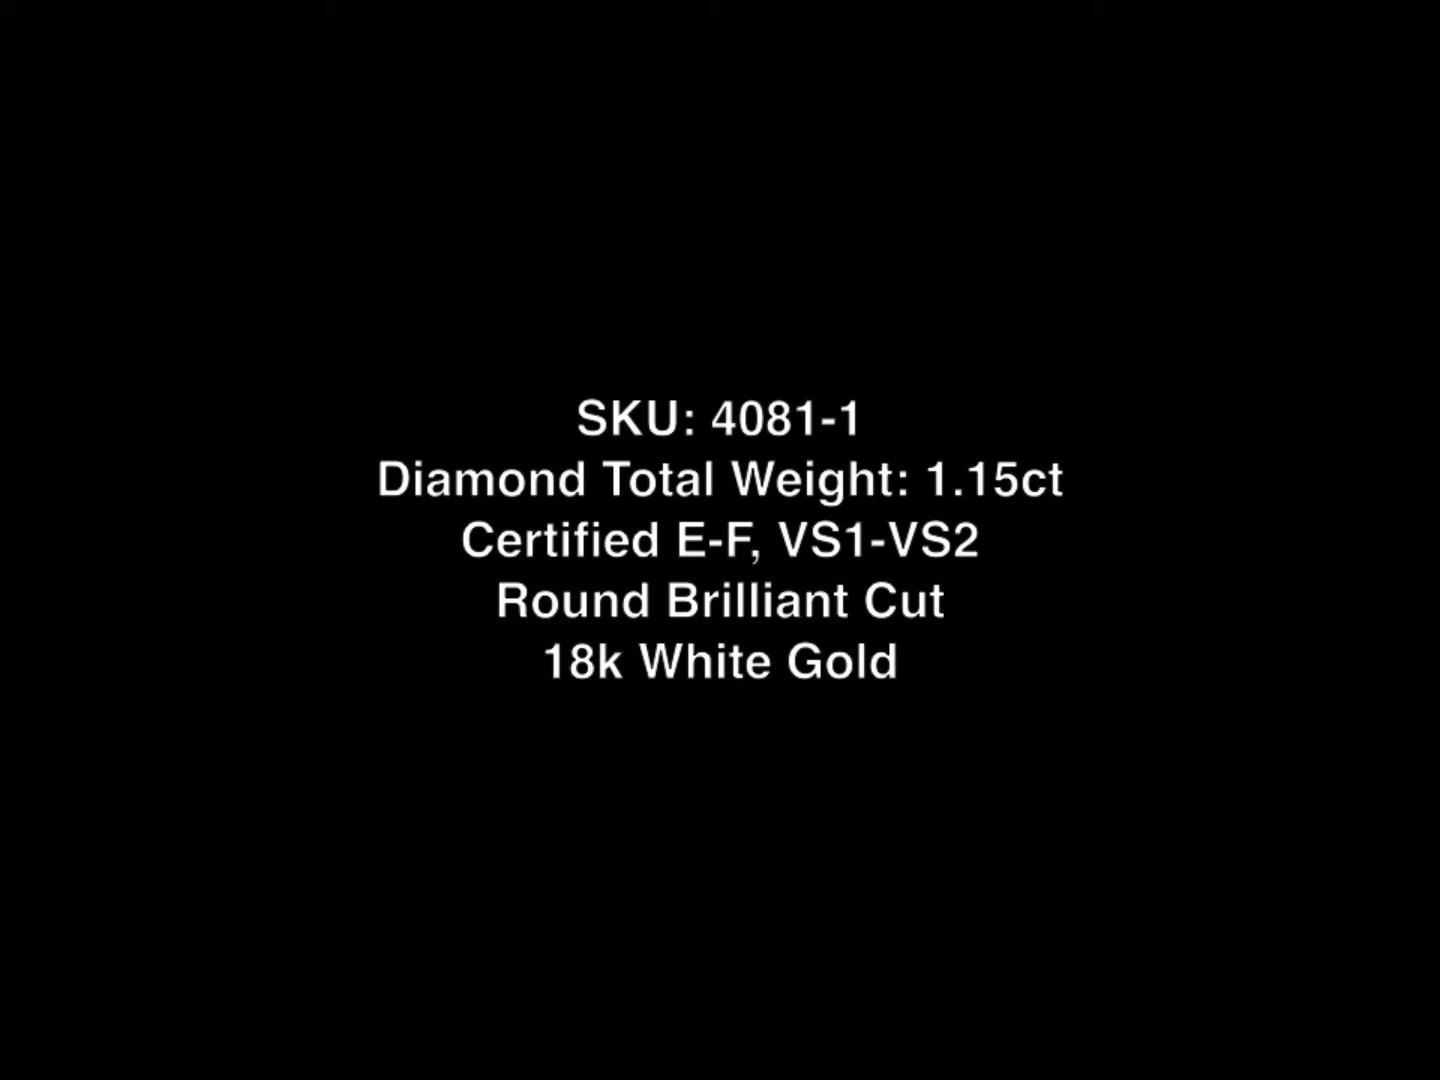 SKU: 4081-1
Diamond Total Weight: 1.15ct
Certified E-F, VS1-VS2
Round Brilliant Cut
18k White Gold